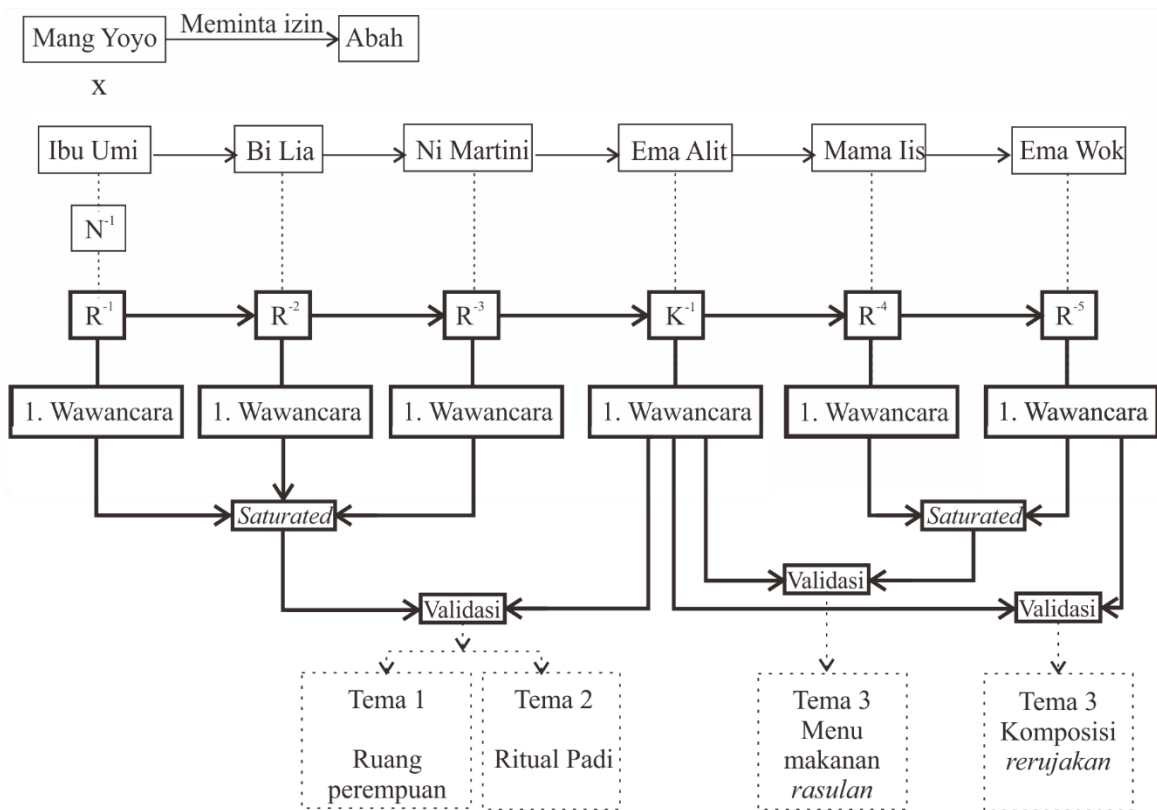 Mang Yoyo
Meminta izin
Abah
x
Ibu Umi
Bi Lia
Ni Martini
Ema Alit
Mama Iis
Ema Wok
N-1
R-1
R-2
R-3
K-1
R-4
R-5
1. Wawancara
1. Wawancara
1. Wawancara
1. Wawancara
1. Wawancara
1. Wawancara
Saturated
Saturated
Validasi
Validasi
Validasi
Tema 1
Ruang
perempuan
Tema 2
Ritual Padi
Tema 3
Menu
makanan
rasulan
Tema 3
Komposisi
rerujakan